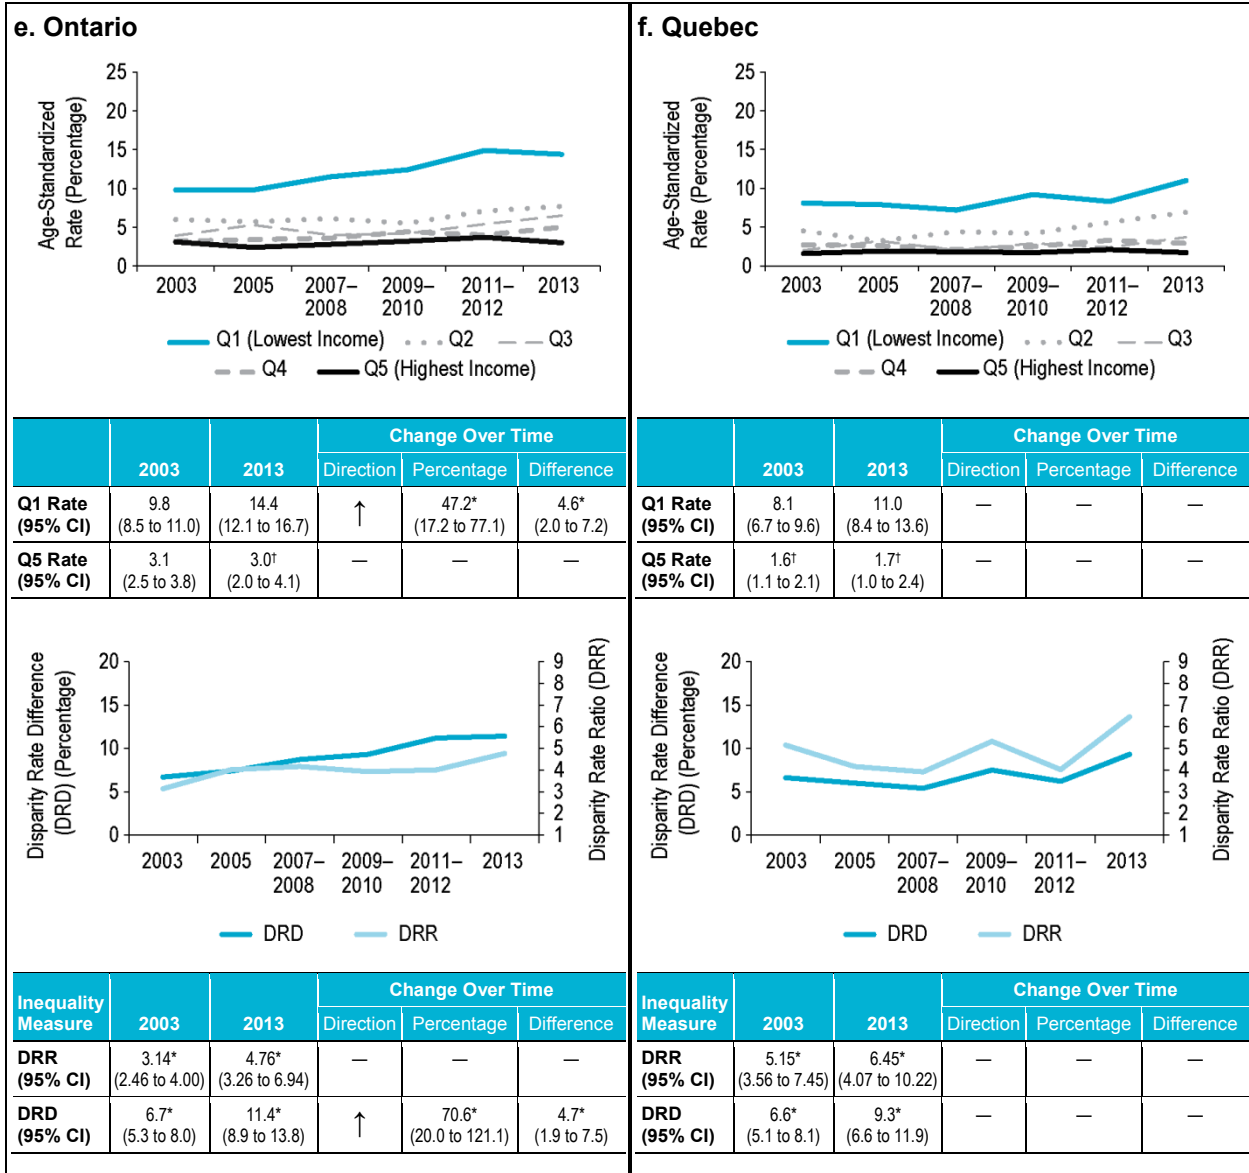 e. Ontario
Age-Standardized
Rate (Percentage)
25
20
15
10
5
0
2003 2005 2007– 2009– 2011– 2013
2008 2010 2012
Q1 (Lowest Income) Q2 Q3
Q4 Q5 (Highest Income)
Change Over Time
2003 2013 Direction Percentage Difference
Q1 Rate 9.8 14.4 ↑ 47.2* 4.6*
(95% CI) (8.5 to 11.0) (12.1 to 16.7) (17.2 to 77.1) (2.0 to 7.2)
Q5 Rate 3.1 3.0† — — —
(95% CI) (2.5 to 3.8) (2.0 to 4.1)
Disparity Rate Difference
(DRD) (Percentage)
20
15
10
5
0
9
8
7
6
5
4
3
2
1
Disparity Rate Ratio (DRR)
2003 2005 2007– 2009– 2011– 2013
2008 2010 2012
DRD DRR
Inequality Change Over Time
Measure 2003 2013 Direction Percentage Difference
DRR 3.14* 4.76* — — —
(95% CI) (2.46 to 4.00) (3.26 to 6.94)
DRD 6.7* 11.4* ↑ 70.6* 4.7*
(95% CI) (5.3 to 8.0) (8.9 to 13.8) (20.0 to 121.1) (1.9 to 7.5)
f. Quebec
Age-Standardized
Rate (Percentage)
25
20
15
10
5
0
2003 2005 2007– 2009– 2011– 2013
2008 2010 2012
Q1 (Lowest Income) Q2 Q3
Q4 Q5 (Highest Income)
Change Over Time
2003 2013 Direction Percentage Difference
Q1 Rate 8.1 11.0 — — —
(95% CI) (6.7 to 9.6) (8.4 to 13.6)
Q5 Rate 1.6† 1.7† — — —
(95% CI) (1.1 to 2.1) (1.0 to 2.4)
Disparity Rate Difference
(DRD) (Percentage)
20
15
10
5
0
9
8
7
6
5
4
3
2
1
Disparity Rate Ratio (DRR)
2003 2005 2007– 2009– 2011– 2013
2008 2010 2012
DRD DRR
Inequality Change Over Time
Measure 2003 2013 Direction Percentage Difference
DRR 5.15* 6.45* — — —
(95% CI) (3.56 to 7.45) (4.07 to 10.22)
DRD 6.6* 9.3* — — —
(95% CI) (5.1 to 8.1) (6.6 to 11.9)